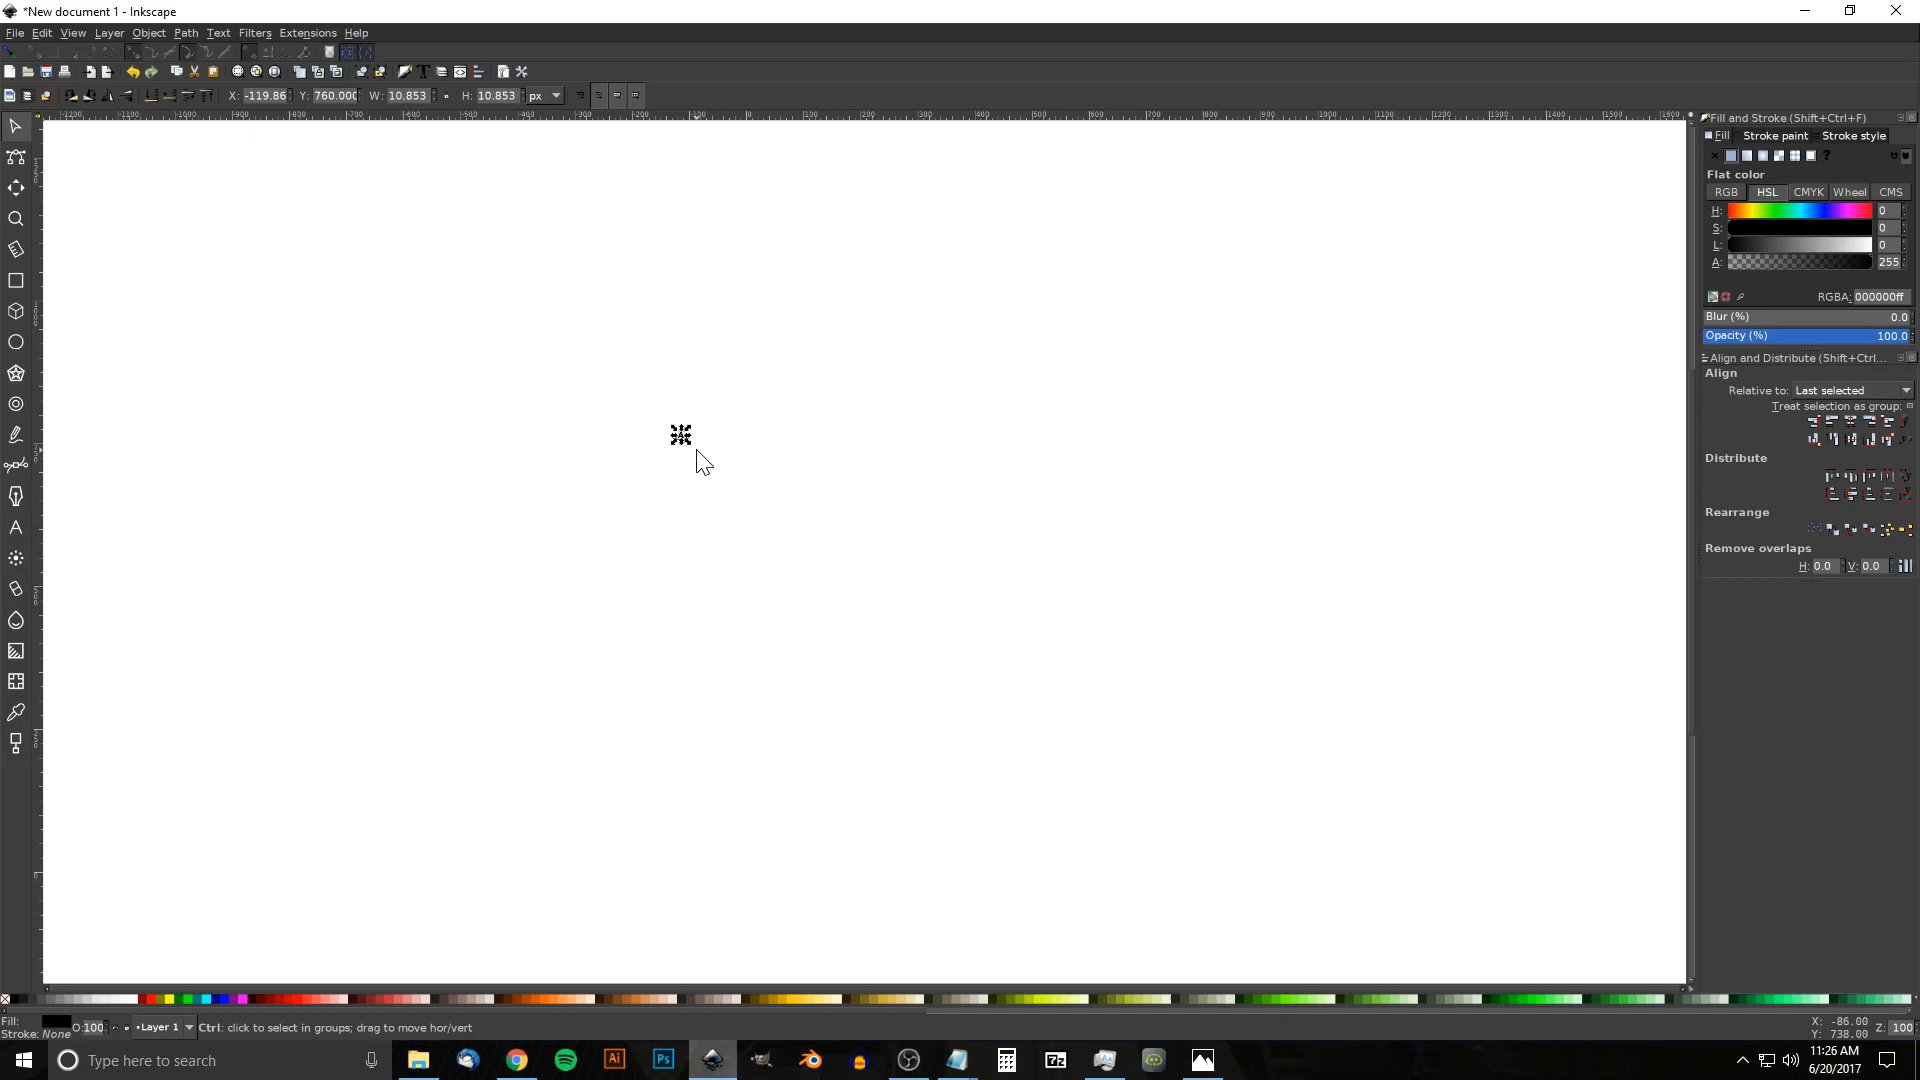 *New document 1 - Inkscape
File Edit View Layer Object Path Text Filters Extensions Help
X: -119.86 Y: 760.000 W: 10.853 H: 10.853 px
Fill and Stroke (Shift+Ctrl+F)
Fill Stroke paint Stroke style
Flat color
RGB HSL CMYK Wheel CMS
H: 0
S: 0
L: 0
A: 255
RGBA: 000000ff
Blur (%) 0.0
Opacity (%) 100.0
Align and Distribute (Shift+Ctrl...
Align
Relative to: Last selected
Treat selection as group:
Distribute
Rearrange
Remove overlaps
H: 0.0 V: 0.0
Fill: O: 100 •Layer 1 Ctrl: click to select in groups; drag to move hor/vert
Stroke: None
X: -86.00
Y: 738.00 Z: 100
Type here to search
Ai Ps 7z
11:26 AM
6/20/2017